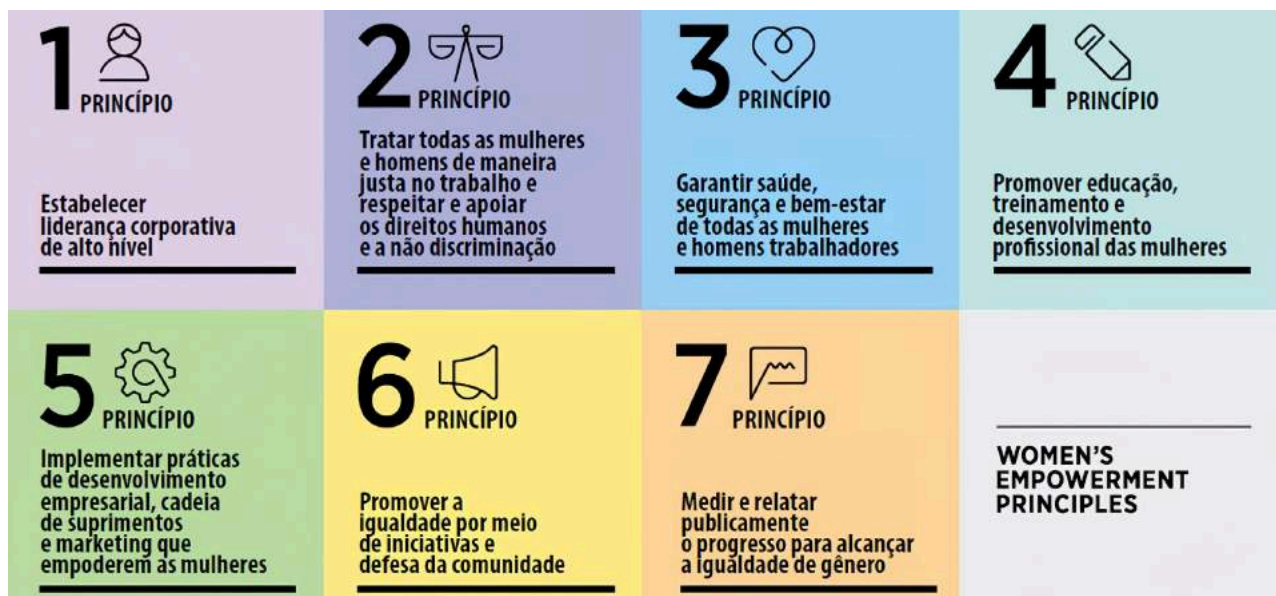 1
PRINCÍPIO
Estabelecer
liderança corporativa
de alto nível
2
PRINCÍPIO
Tratar todas as mulheres
e homens de maneira
justa no trabalho e
respeitar e apoiar
os direitos humanos
e a não discriminação
3
PRINCÍPIO
Garantir saúde,
segurança e bem-estar
de todas as mulheres
e homens trabalhadores
4
PRINCÍPIO
Promover educação,
treinamento e
desenvolvimento
profissional das mulheres
5
PRINCÍPIO
Implementar práticas
de desenvolvimento
empresarial, cadeia
de suprimentos
e marketing que
empoderem as mulheres
6
PRINCÍPIO
Promover a
igualdade por meio
de iniciativas e
defesa da comunidade
7
PRINCÍPIO
Medir e relatar
publicamente
o progresso para alcançar
a igualdade de gênero
WOMEN'S
EMPOWERMENT
PRINCIPLES